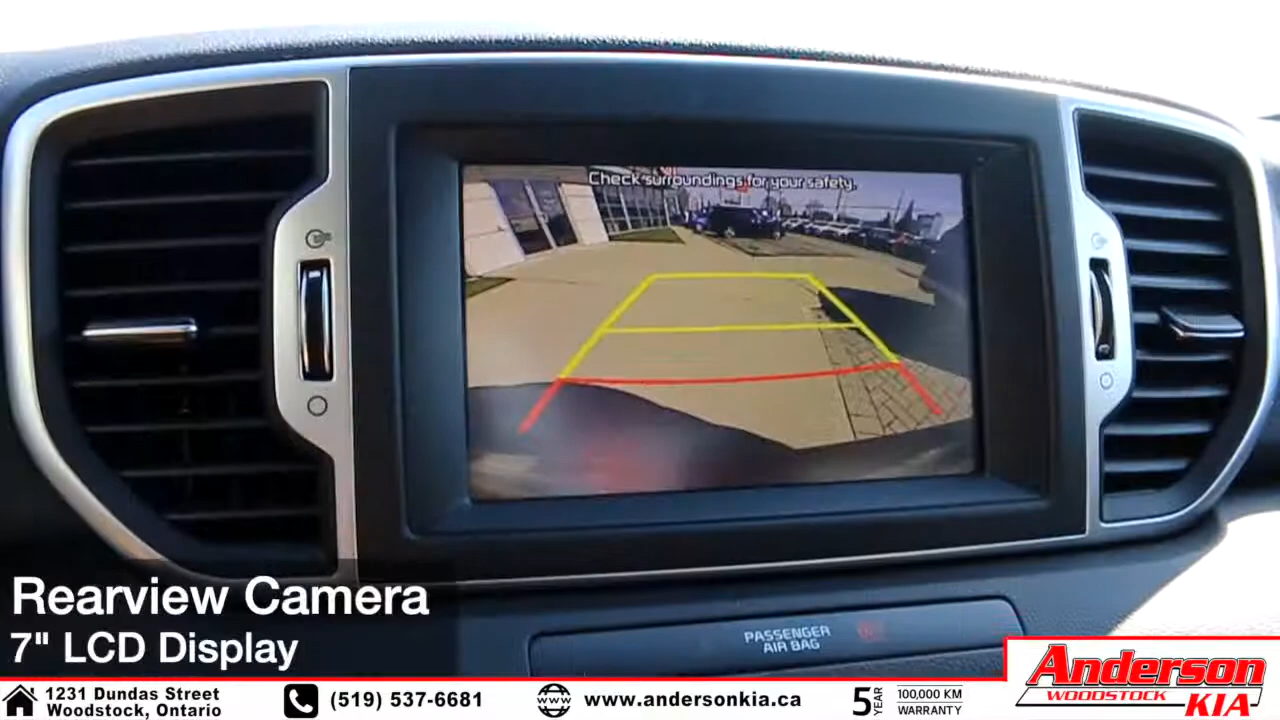 Check surroundings for your safety.
PASSENGER
AIR BAG
Rearview Camera
7" LCD Display
1231 Dundas Street
Woodstock, Ontario
(519) 537-6681
www.andersonkia.ca
5 YEAR
100,000 KM
WARRANTY
Anderson
WOODSTOCK
KIA